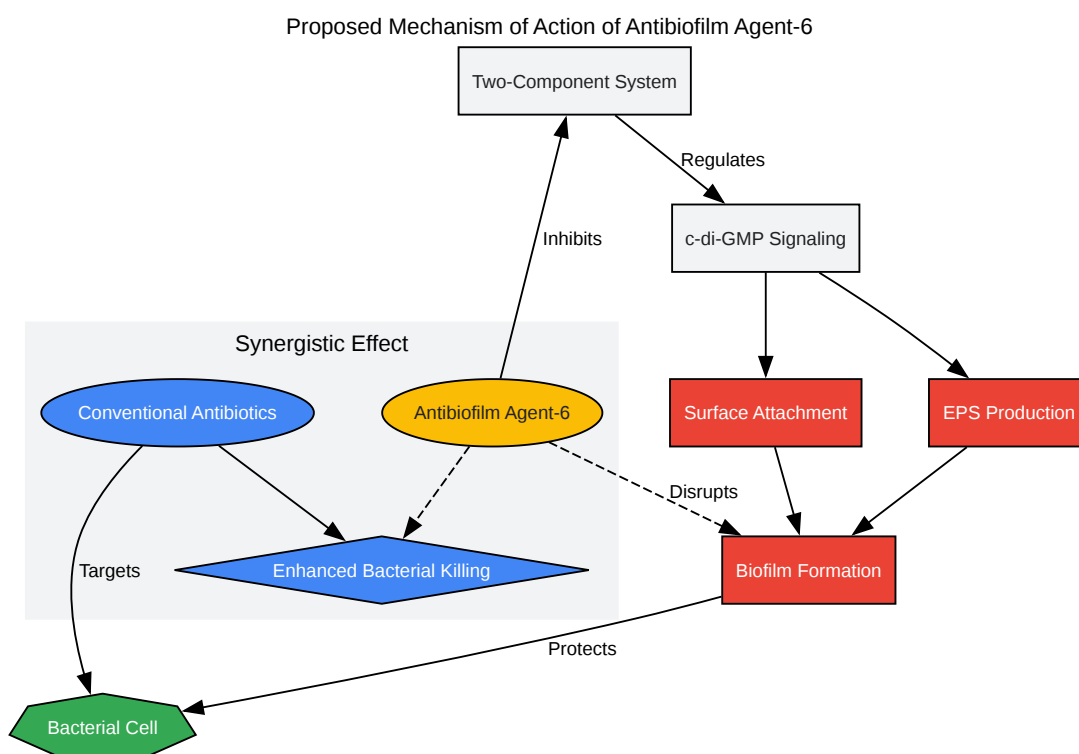 Proposed Mechanism of Action of Antibiofilm Agent-6
Two-Component System
Regulates
c-di-GMP Signaling
Inhibits
Synergistic Effect
Conventional Antibiotics
Antibiofilm Agent-6
Surface Attachment
EPS Production
Disrupts
Targets
Enhanced Bacterial Killing
Biofilm Formation
Protects
Bacterial Cell